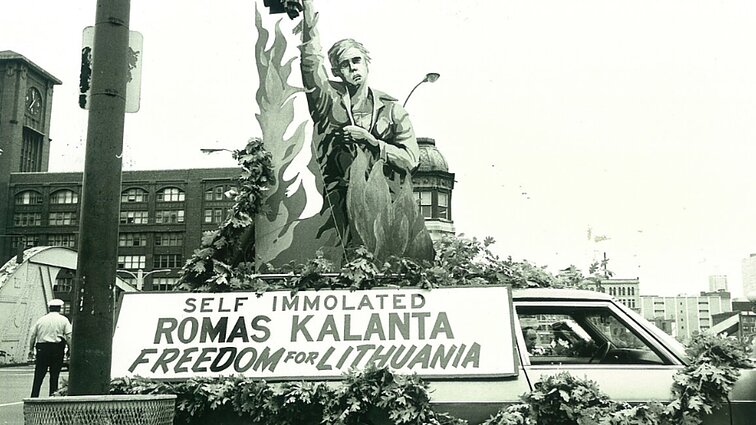 SELF IMMOLATED
ROMAS KALANTA
FREEDOM FOR LITHUANIA